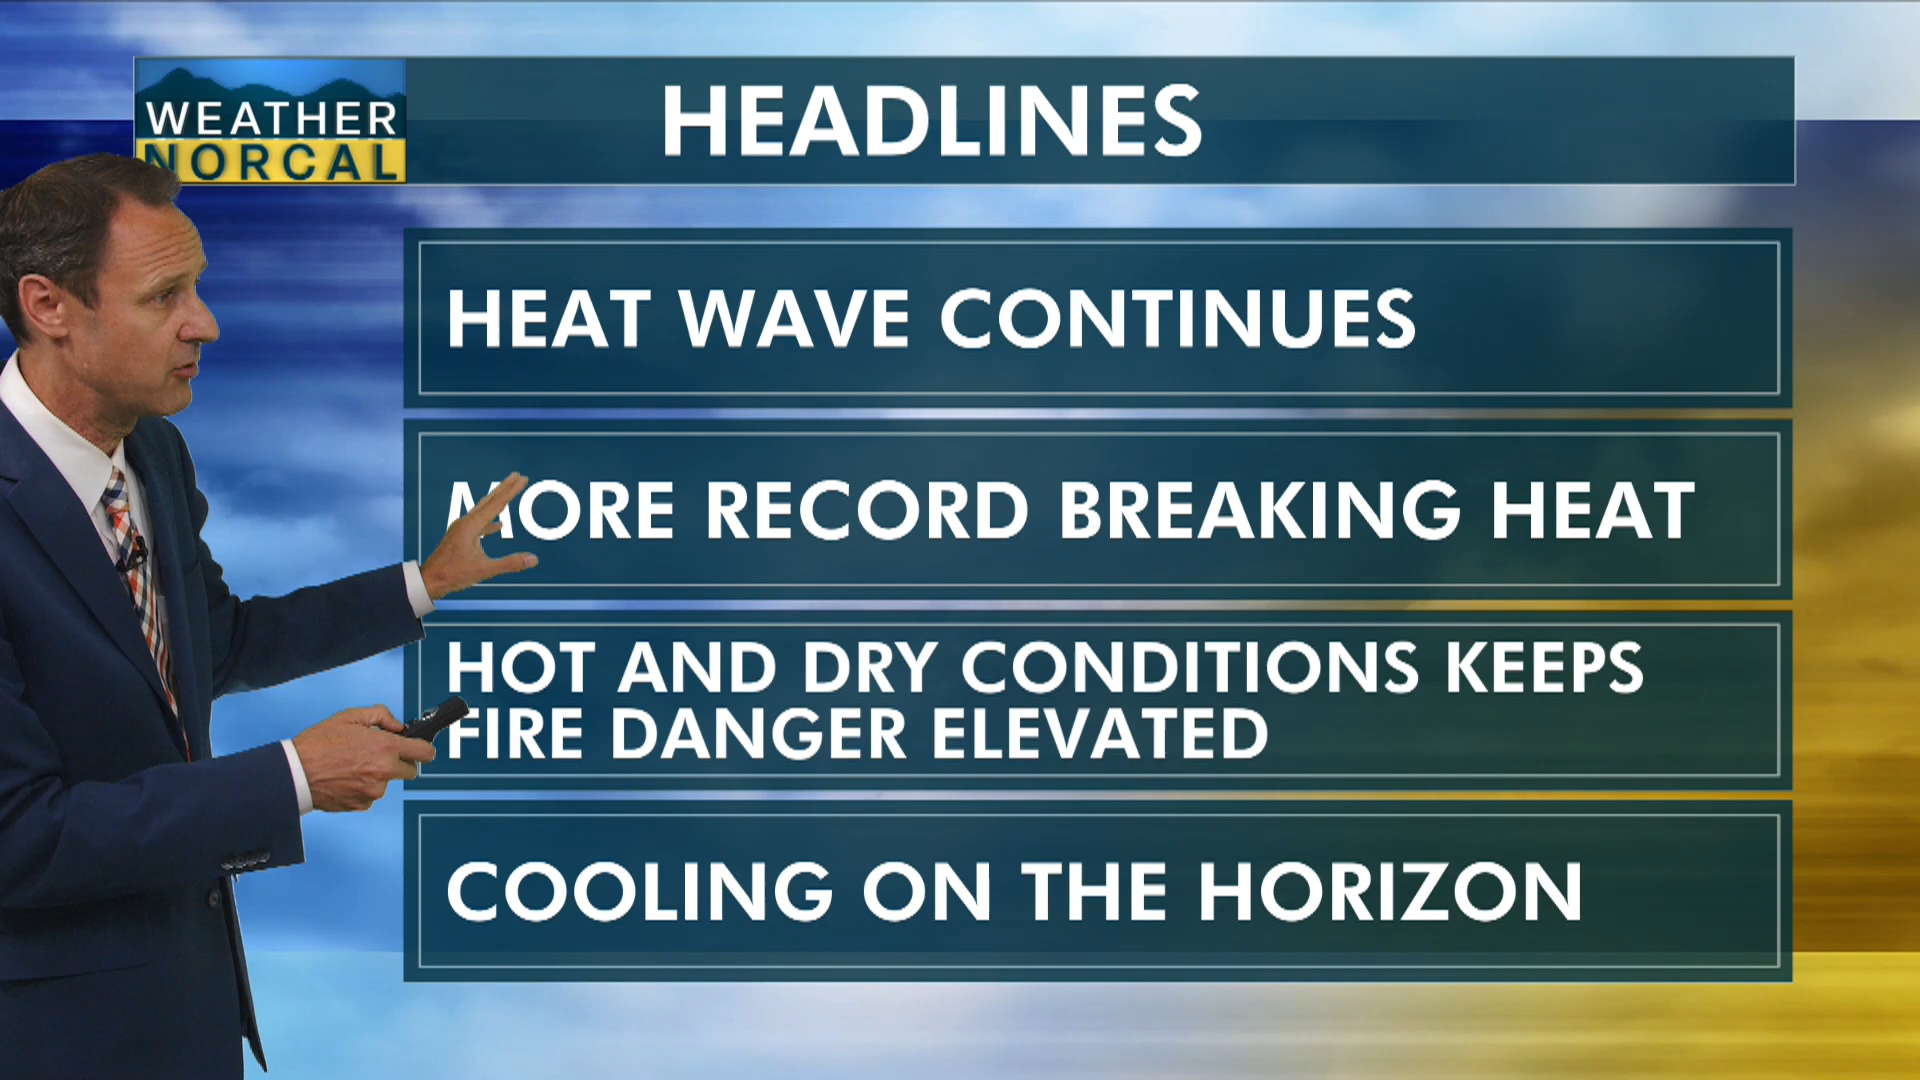 WEATHER
NORCAL
HEADLINES
HEAT WAVE CONTINUES
MORE RECORD BREAKING HEAT
HOT AND DRY CONDITIONS KEEPS
FIRE DANGER ELEVATED
COOLING ON THE HORIZON